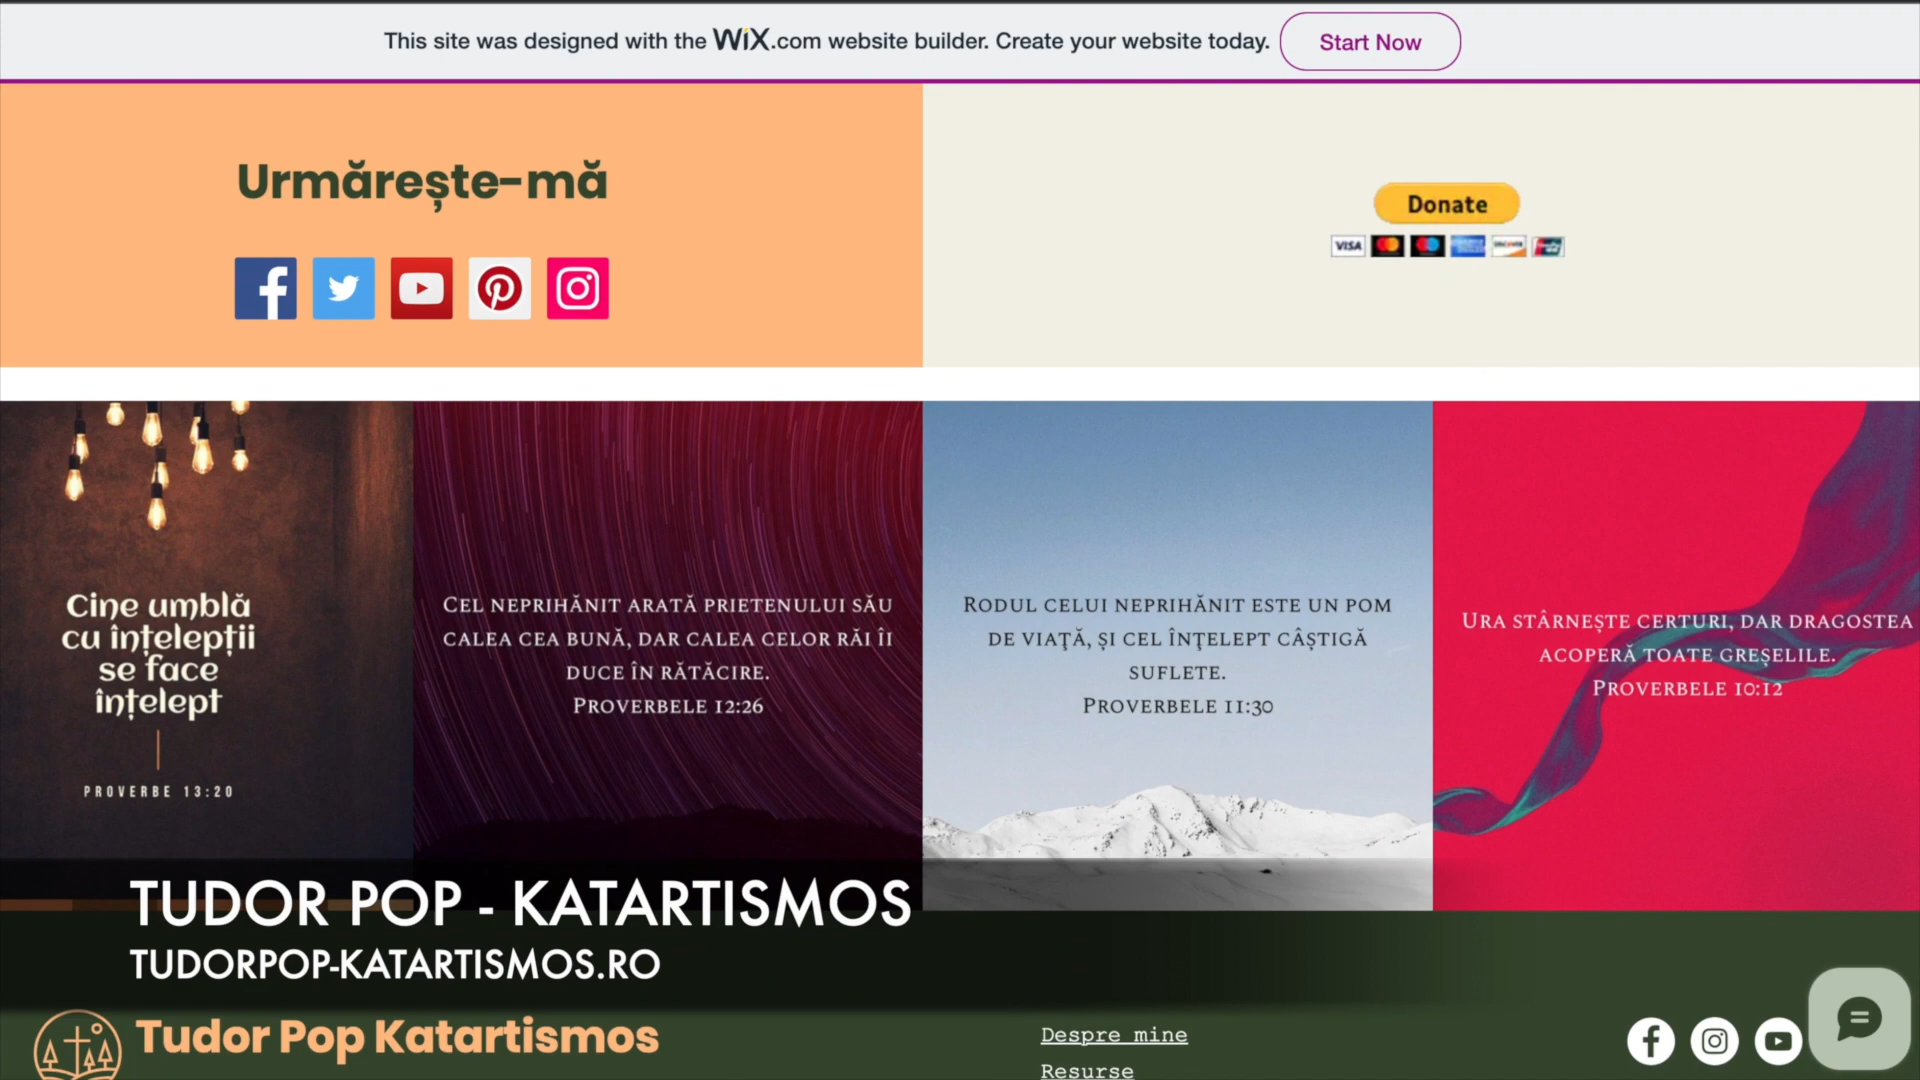 This site was designed with the WiX.com website builder. Create your website today.
Start Now
Urmărește-mă
Donate
VISA
Cine umblă
cu înțelepții
se face
înțelept
PROVERBE 13:20
CEL NEPRIHĂNIT ARATĂ PRIETENULUI SĂU
CALEA CEA BUNĂ, DAR CALEA CELOR RĂI ÎI
DUCE ÎN RĂTĂCIRE.
PROVERBELE 12:26
RODUL CELUI NEPRIHĂNIT ESTE UN POM
DE VIAŢĂ, ȘI CEL ÎNŢELEPT CÂȘTIGĂ
SUFLETE.
PROVERBELE 11:30
URA STÂRNEȘTE CERTURI, DAR DRAGOSTEA
ACOPERĂ TOATE GREȘELILE.
PROVERBELE 10:12
TUDOR POP - KATARTISMOS
TUDORPOP-KATARTISMOS.RO
Tudor Pop Katartismos
Despre mine
Resurse